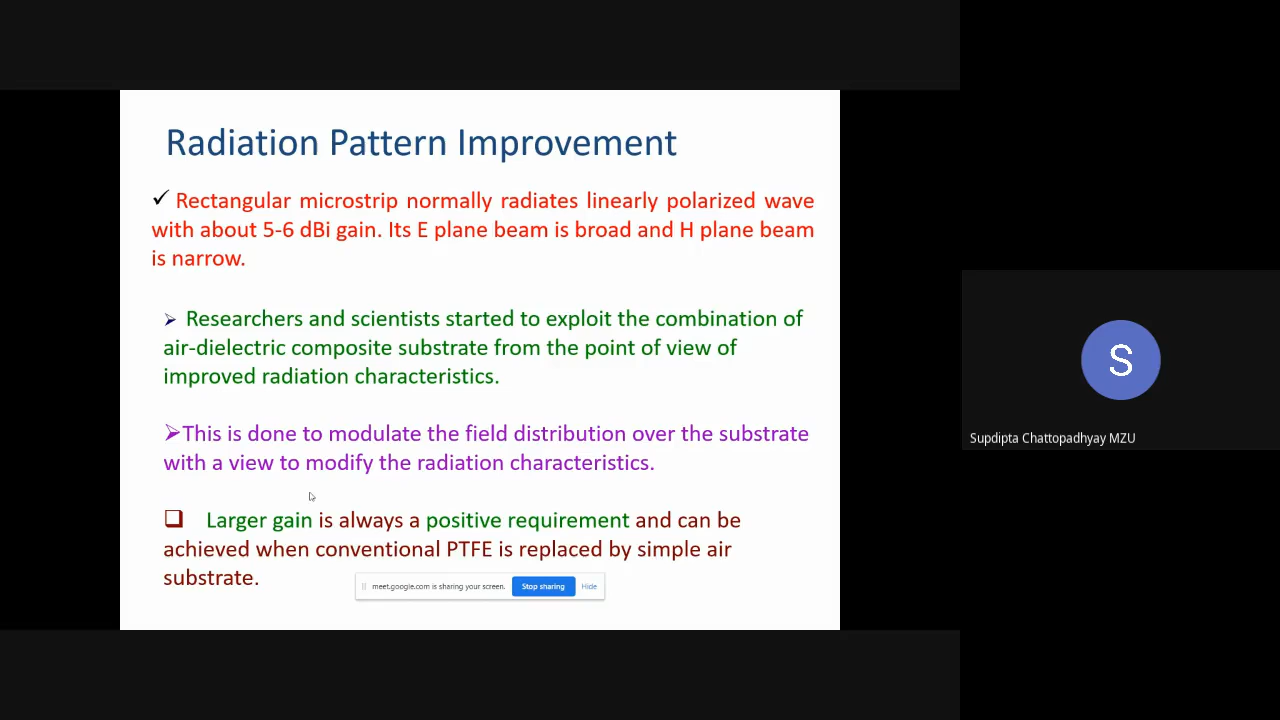 Radiation Pattern Improvement
✓ Rectangular microstrip normally radiates linearly polarized wave
with about 5-6 dBi gain. Its E plane beam is broad and H plane beam
is narrow.
➢ Researchers and scientists started to exploit the combination of
air-dielectric composite substrate from the point of view of
improved radiation characteristics.
➢This is done to modulate the field distribution over the substrate
with a view to modify the radiation characteristics.
❑ Larger gain is always a positive requirement and can be
achieved when conventional PTFE is replaced by simple air
substrate.
meet.google.com is sharing your screen. Stop sharing Hide
S
Supdipta Chattopadhyay MZU